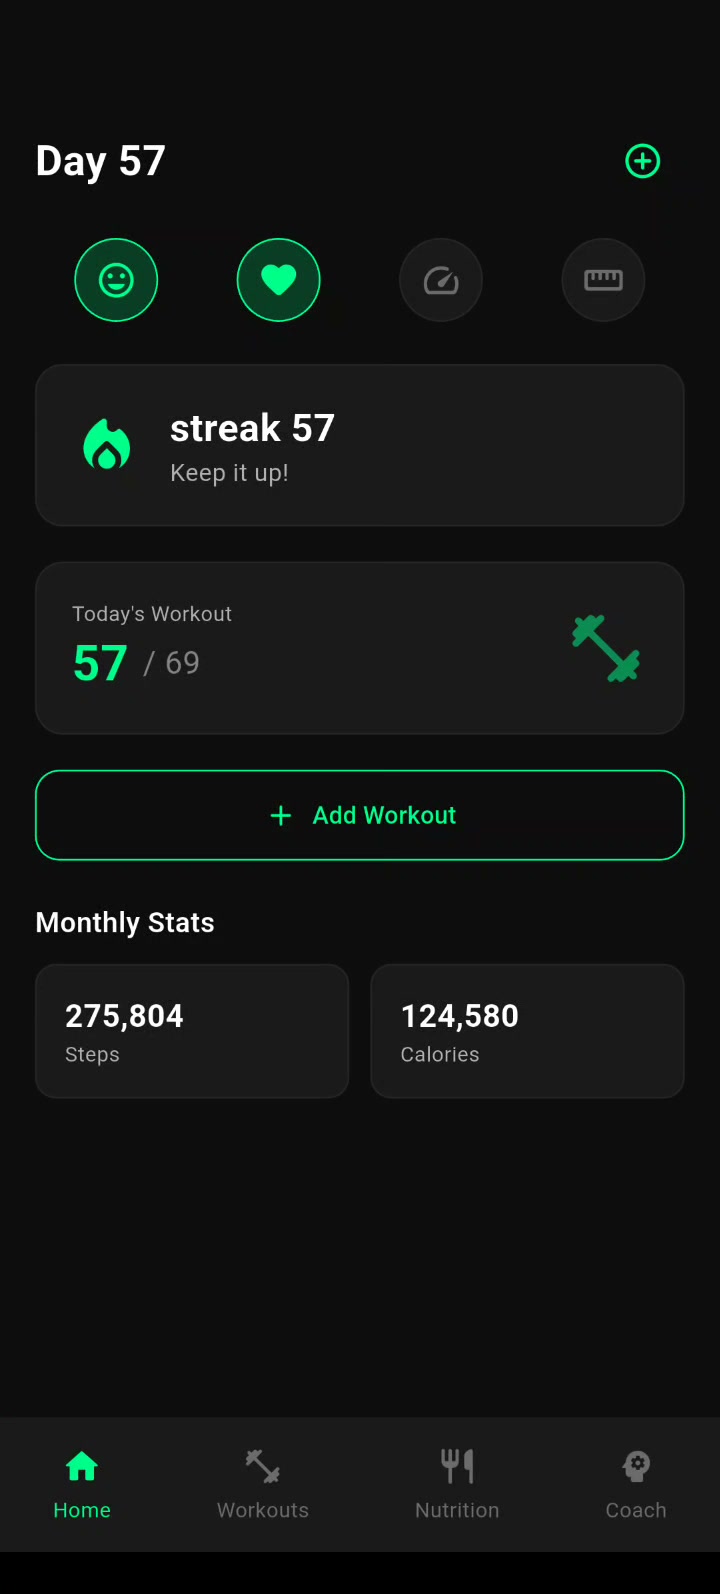 Day 57
streak 57
Keep it up!
Today's Workout
57 / 69
Add Workout
Monthly Stats
275,804
Steps
124,580
Calories
Home
Workouts
Nutrition
Coach